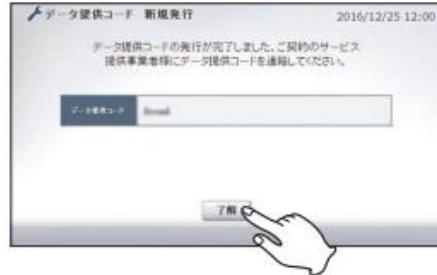 データ提供コード 新規発行
2016/12/25 12:00
データ提供コードの発行が完了しました、ご契約のサービス
提供事業者様にデータ提供コードを連絡してください。
データ提供コード
了解